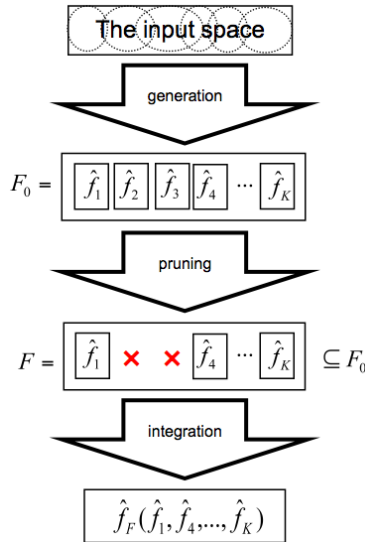 The input space
generation
F₀ = f̂₁ f̂₂ f̂₃ f̂₄ ... f̂_K
pruning
F = f̂₁ × × f̂₄ ... f̂_K ⊆ F₀
integration
f̂_F(f̂₁,f̂₄,...,f̂_K)